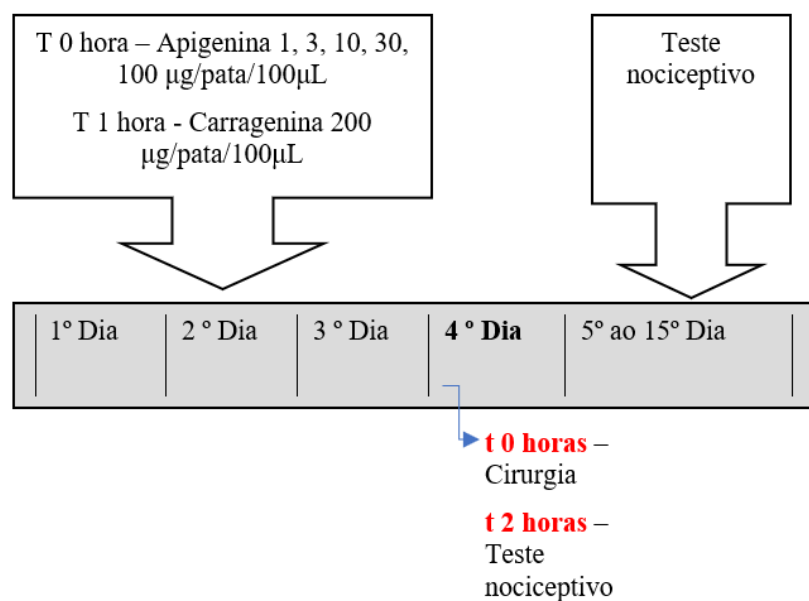 T 0 hora – Apigenina 1, 3, 10, 30,
100 µg/pata/100µL
T 1 hora - Carragenina 200
µg/pata/100µL
Teste
nociceptivo
1º Dia
2 º Dia
3 º Dia
4 º Dia
5º ao 15º Dia
t 0 horas –
Cirurgia
t 2 horas –
Teste
nociceptivo